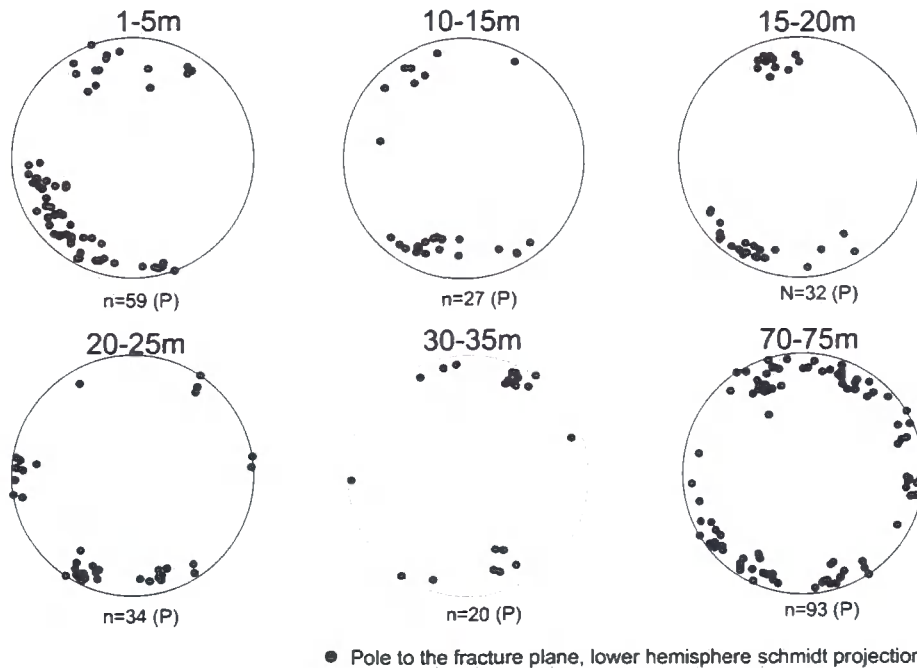 1-5m
10-15m
15-20m
n=59 (P)
n=27 (P)
N=32 (P)
20-25m
30-35m
70-75m
n=34 (P)
n=20 (P)
n=93 (P)
Pole to the fracture plane, lower hemisphere schmidt projection